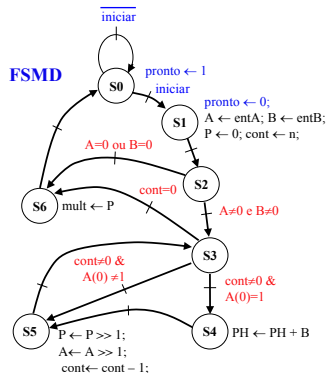 iniciar
FSMD
pronto ← 1
S0
iniciar
pronto ← 0;
S1
A ← entA; B ← entB;
P ← 0; cont ← n;
A=0 ou B=0
S2
cont=0
S6
mult ← P
A≠0 e B≠0
S3
cont≠0 &
A(0) ≠1
cont≠0 &
A(0)=1
S5
S4
PH ← PH + B
P ← P >> 1;
A← A >> 1;
cont← cont – 1;